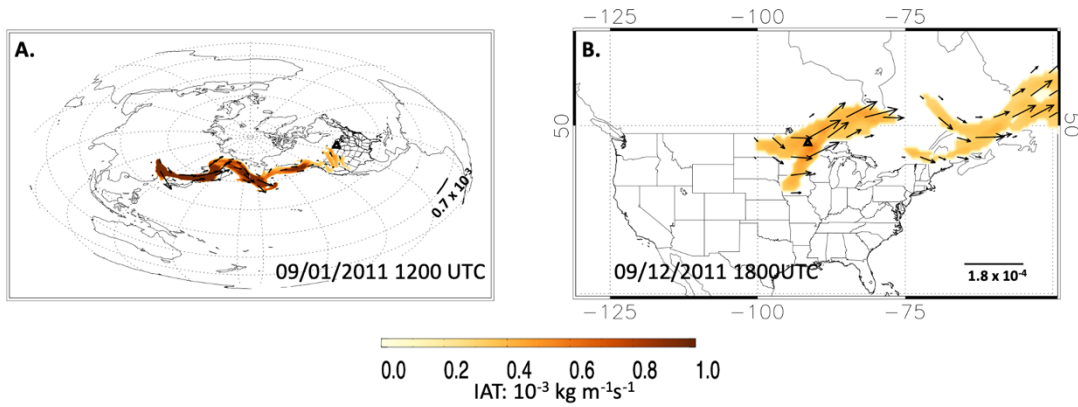 A.
0.7 x 10⁻³
09/01/2011 1200 UTC
−125 −100 −75
B.
50 50
09/12/2011 1800UTC
1.8 x 10⁻⁴
−125 −100 −75
0.0 0.2 0.4 0.6 0.8 1.0
IAT: 10⁻³ kg m⁻¹s⁻¹